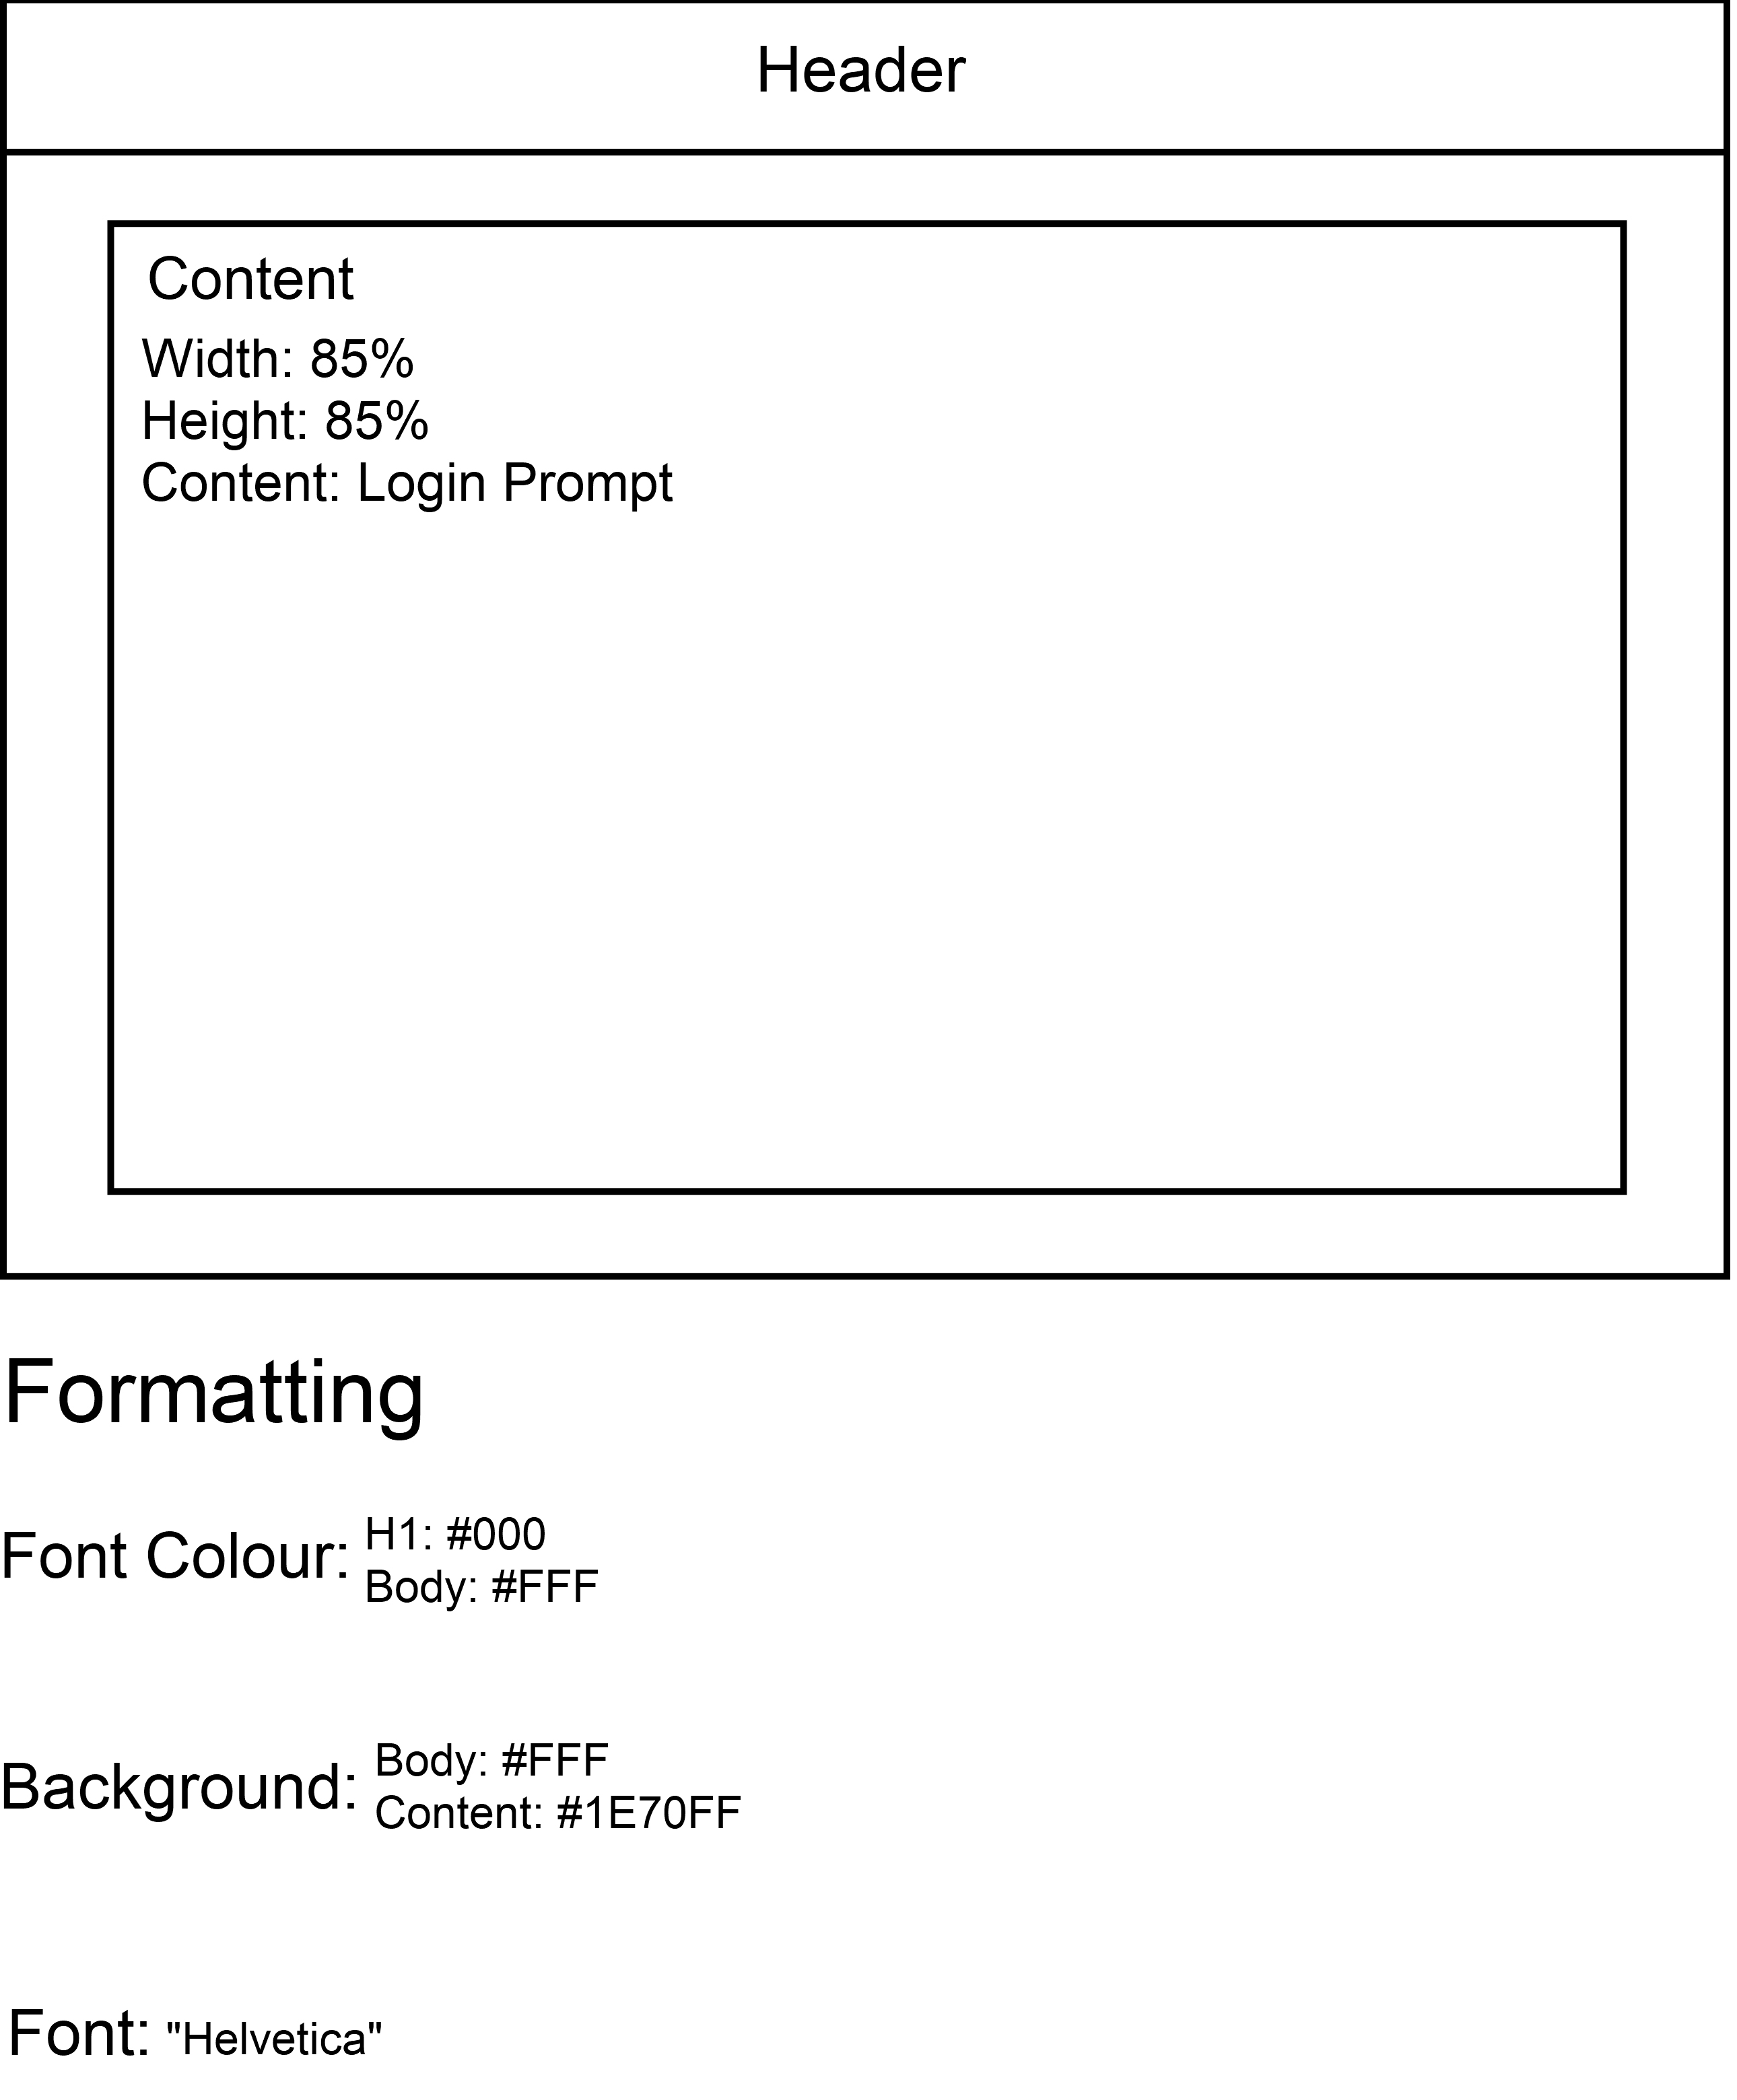 Header
Content
Width: 85%
Height: 85%
Content: Login Prompt
Formatting
Font Colour:
H1: #000
Body: #FFF
Background:
Body: #FFF
Content: #1E70FF
Font: "Helvetica"